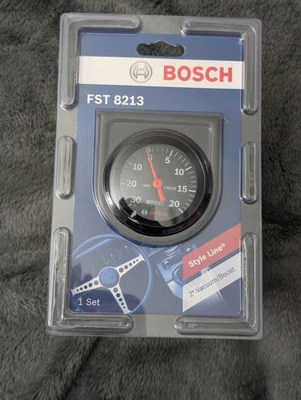 BOSCH
FST 8213
0
5
10
10
20
15
30
20
BOOST
BOSCH
Style Line®
2" Vacuum/Boost
1 Set